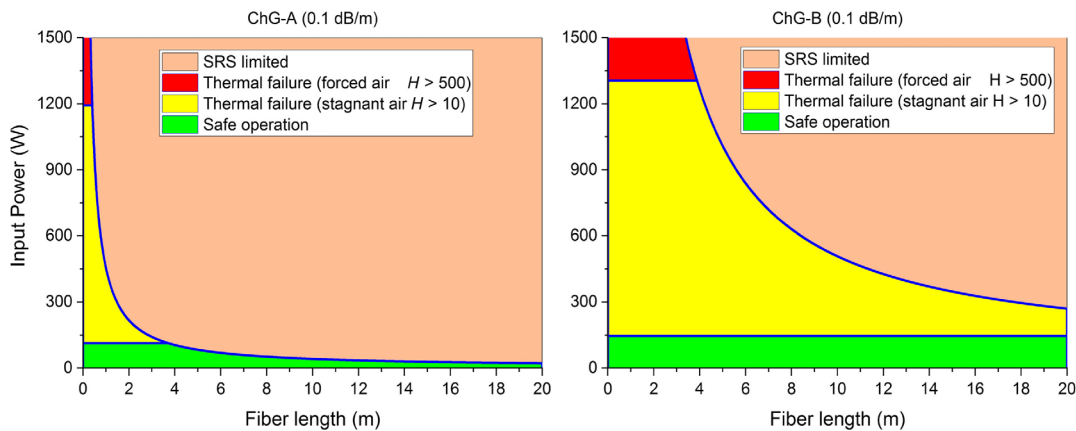 ChG-A (0.1 dB/m)
1500
1200
900
600
300
0
Input Power (W)
SRS limited
Thermal failure (forced air H > 500)
Thermal failure (stagnant air H > 10)
Safe operation
0 2 4 6 8 10 12 14 16 18 20
Fiber length (m)
ChG-B (0.1 dB/m)
1500
1200
900
600
300
0
SRS limited
Thermal failure (forced air H > 500)
Thermal failure (stagnant air H > 10)
Safe operation
0 2 4 6 8 10 12 14 16 18 20
Fiber length (m)